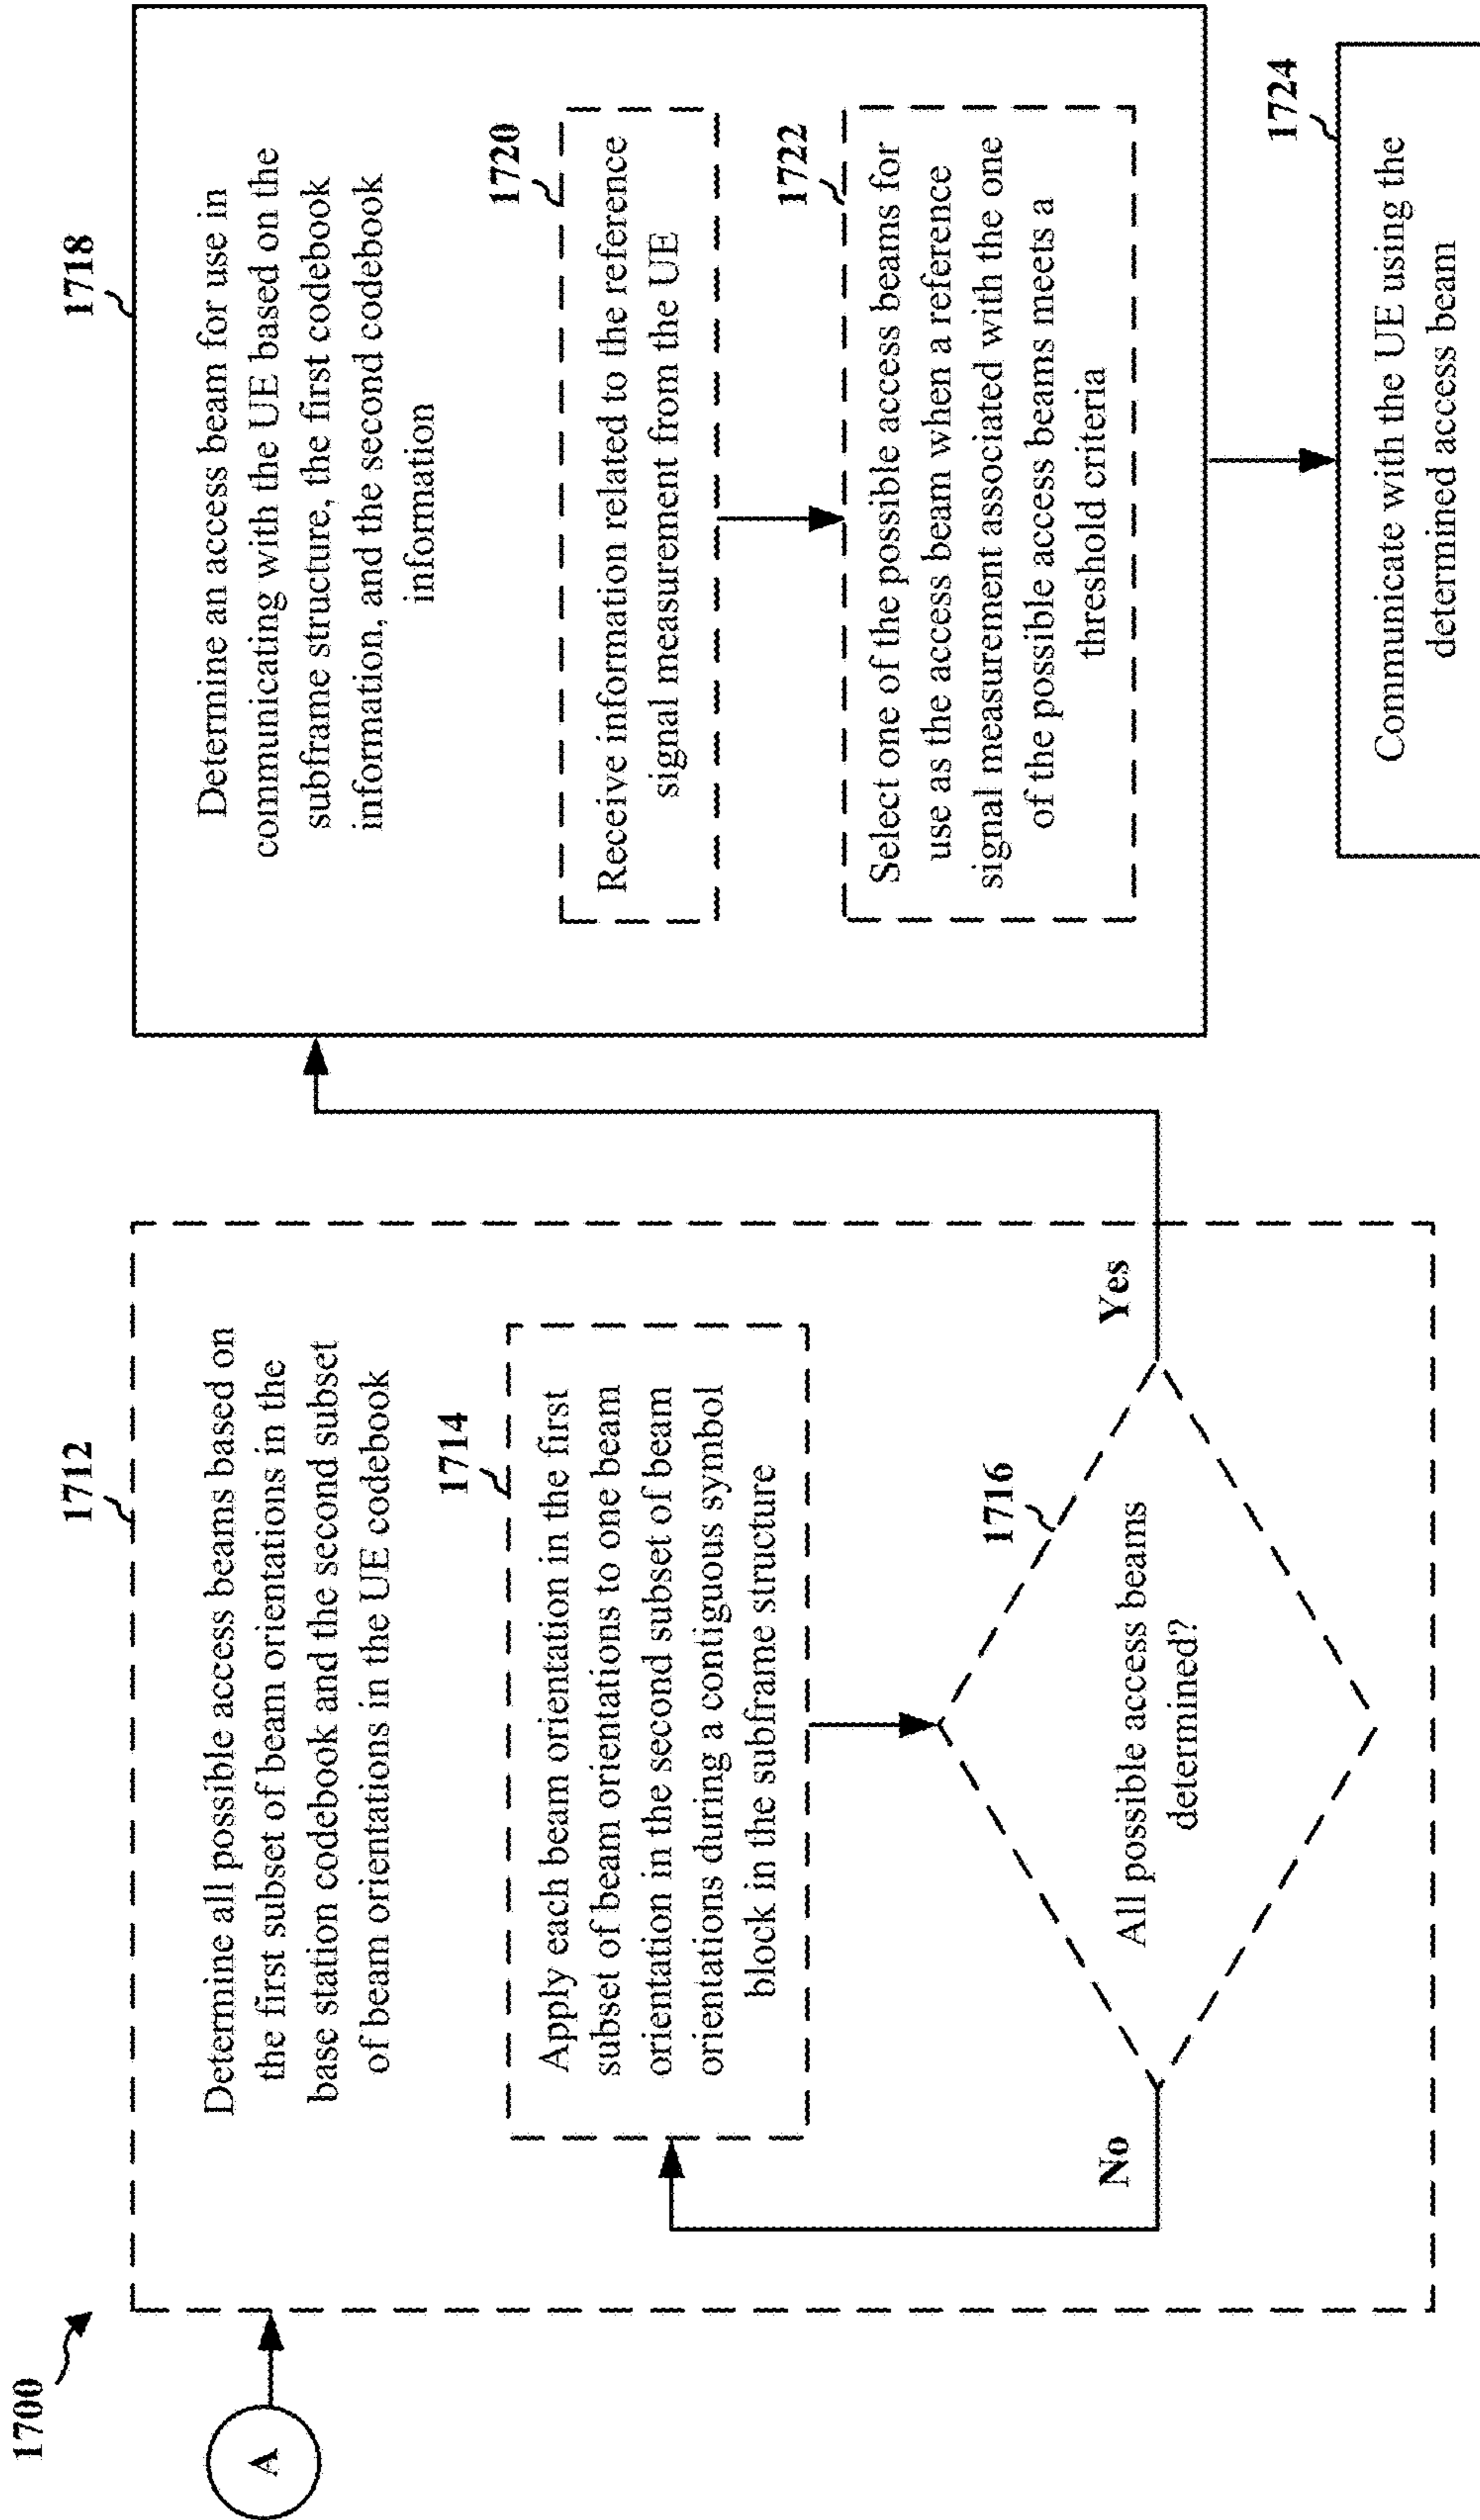 1700
A
1712
Determine all possible access beams based on
the first subset of beam orientations in the
base station codebook and the second subset
of beam orientations in the UE codebook
1714
Apply each beam orientation in the first
subset of beam orientations to one beam
orientation in the second subset of beam
orientations during a contiguous symbol
block in the subframe structure
1716
All possible access beams
determined?
No
Yes
1718
Determine an access beam for use in
communicating with the UE based on the
subframe structure, the first codebook
information, and the second codebook
information
1720
Receive information related to the reference
signal measurement from the UE
1722
Select one of the possible access beams for
use as the access beam when a reference
signal measurement associated with the one
of the possible access beams meets a
threshold criteria
1724
Communicate with the UE using the
determined access beam